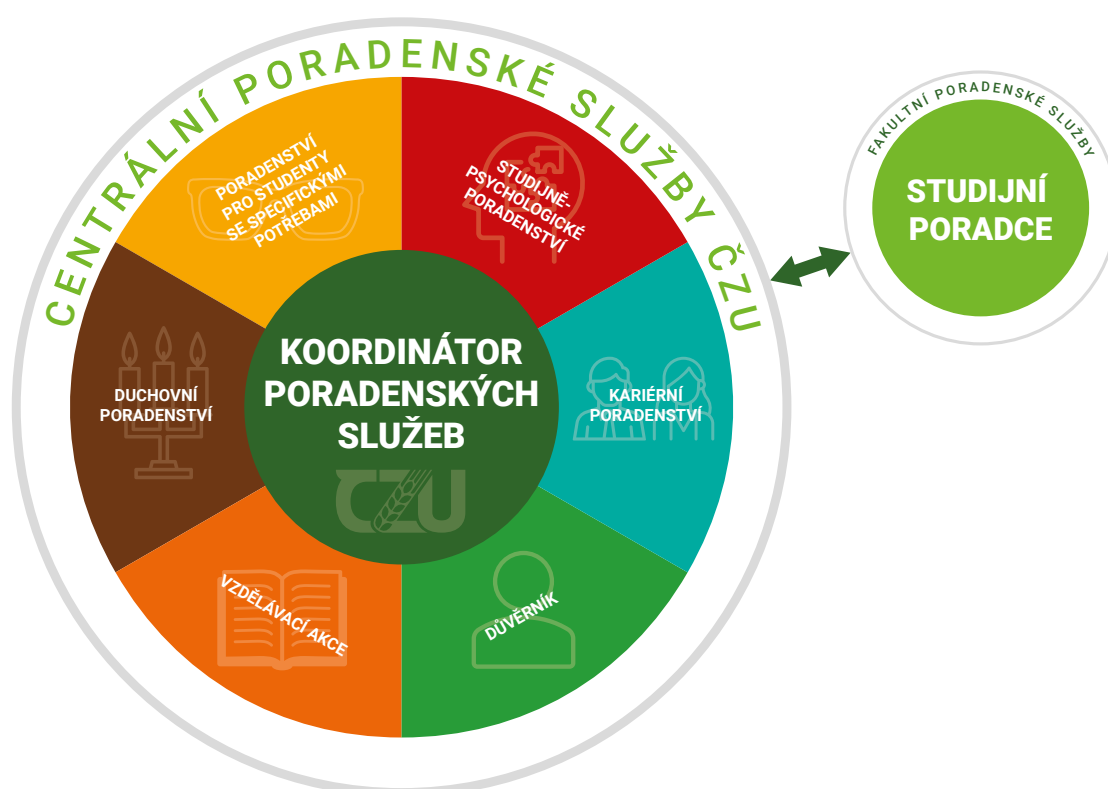 CENTRÁLNÍ PORADENSKÉ SLUŽBY ČZU
FAKULTNÍ PORADENSKÉ SLUŽBY
STUDIJNÍ
PORADCE
PORADENSTVÍ
PRO STUDENTY
SE SPECIFICKÝMI
POTŘEBAMI
STUDIJNĚ-
PSYCHOLOGICKÉ
PORADENSTVÍ
KOORDINÁTOR
PORADENSKÝCH
SLUŽEB
ČZU
DUCHOVNÍ
PORADENSTVÍ
KARIÉRNÍ
PORADENSTVÍ
VZDĚLÁVACÍ AKCE
DŮVĚRNÍK